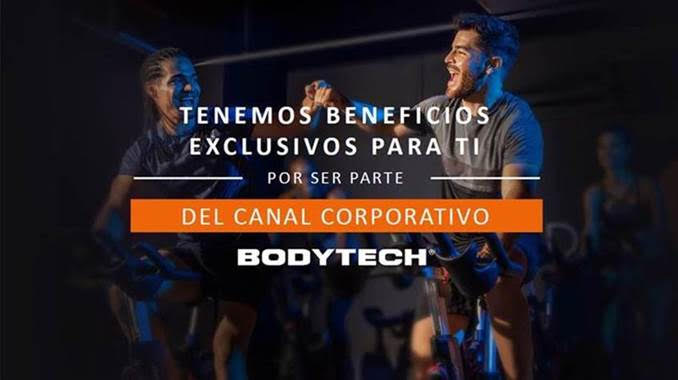 TENEMOS BENEFICIOS
EXCLUSIVOS PARA TI
POR SER PARTE
DEL CANAL CORPORATIVO
BODYTECH®